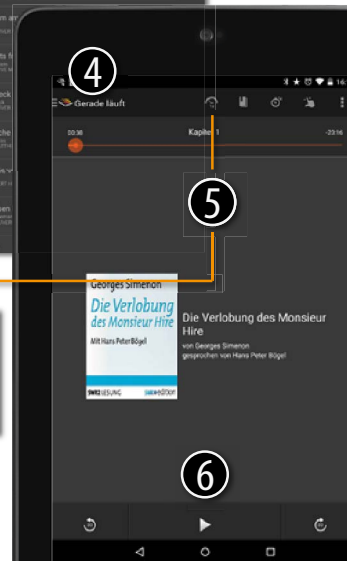 4
16:
Gerade läuft
00:38
Kapitel 1
-23:16
5
Georges Simenon
Die Verlobung
des Monsieur Hire
Mit Hans Peter Bögel
SWR2 LESUNG
Die Verlobung des Monsieur
Hire
von Georges Simenon
gesprochen von Hans Peter Bögel
6